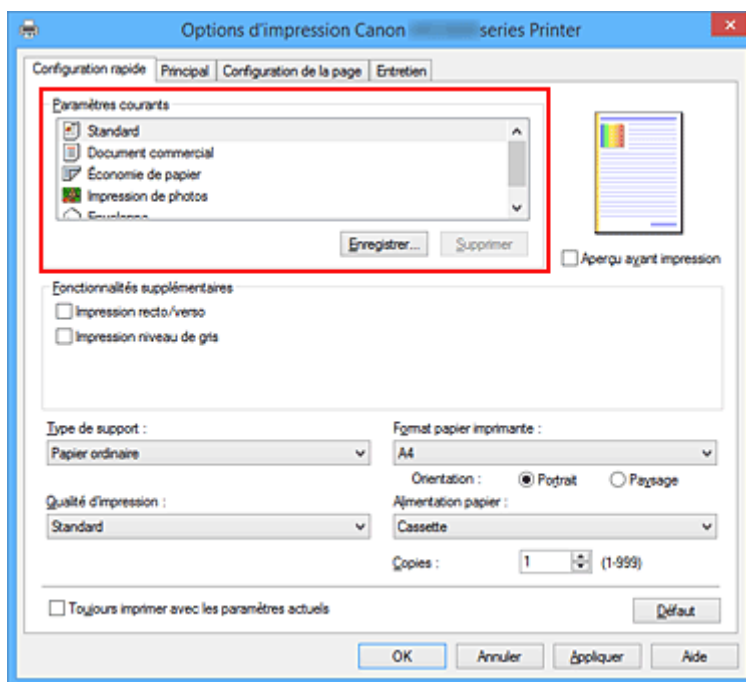 Options d'impression Canon series Printer
Configuration rapide Principal Configuration de la page Entretien
Paramètres courants
Standard
Document commercial
Économie de papier
Impression de photos
Enregistrer... Supprimer
Aperçu avant impression
Fonctionnalités supplémentaires
Impression recto/verso
Impression niveau de gris
Type de support :
Papier ordinaire
Format papier imprimante :
A4
Orientation : Portrait Paysage
Qualité d'impression :
Standard
Alimentation papier :
Cassette
Copies : 1 (1-999)
Toujours imprimer avec les paramètres actuels
Défaut
OK Annuler Appliquer Aide